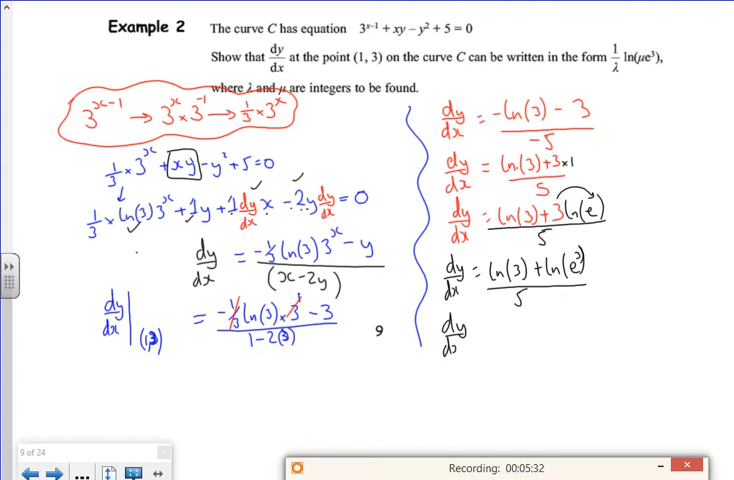 Example 2 The curve C has equation 3^(x–1) + xy – y² + 5 = 0
Show that dy/dx at the point (1, 3) on the curve C can be written in the form 1/λ ln(μe³),
where λ and μ are integers to be found.
3^(x-1) → 3^x × 3^-1 → 1/3 × 3^x
1/3 × 3^x + xy - y² + 5 = 0
1/3 × ln(3) 3^x + 1y + 1 dy/dx x - 2y dy/dx = 0
dy/dx = (-1/3 ln(3) 3^x - y) / (x - 2y)
dy/dx |(1,3) = (-1/3 ln(3) × 3^1 - 3) / (1 - 2(3))
9
dy/dx = (-ln(3) - 3) / -5
dy/dx = (ln(3) + 3 × 1) / 5
dy/dx = (ln(3) + 3 ln(e)) / 5
dy/dx = (ln(3) + ln(e³)) / 5
dy/dx
9 of 24
Recording: 00:05:32